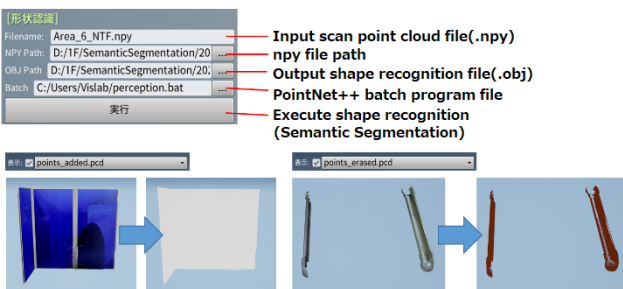 [形状認識]
Filename: Area_6_NTF.npy
Input scan point cloud file(.npy)
NPY Path: D:/1F/SemanticSegmentation/20 ...
npy file path
OBJ Path D:/1F/SemanticSegmentation/20: ...
Output shape recognition file(.obj)
Batch C:/Users/Vislab/perception.bat ...
PointNet++ batch program file
実行
Execute shape recognition
(Semantic Segmentation)
表示: points_added.pcd
表示: points_erased.pcd